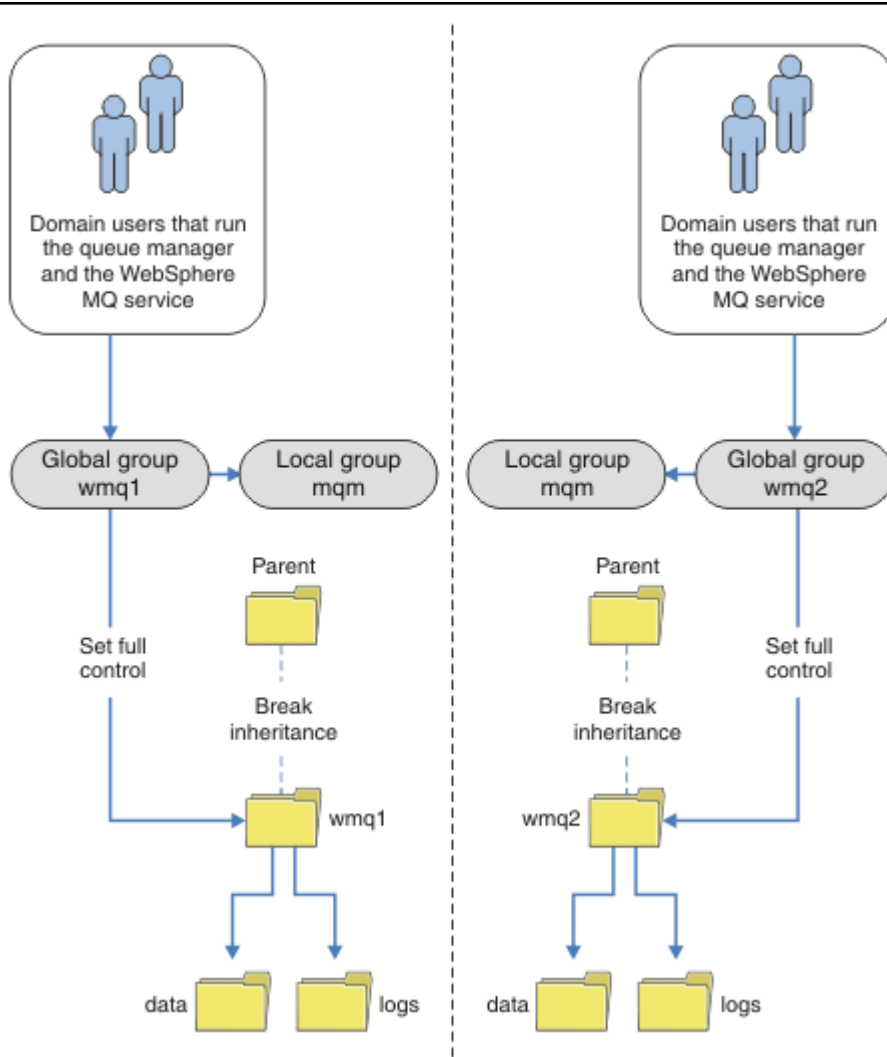 Domain users that run
the queue manager
and the WebSphere
MQ service
Global group
wmq1
Local group
mqm
Parent
Set full
control
Break
inheritance
wmq1
data
logs
Domain users that run
the queue manager
and the WebSphere
MQ service
Local group
mqm
Global group
wmq2
Parent
Set full
control
Break
inheritance
wmq2
data
logs